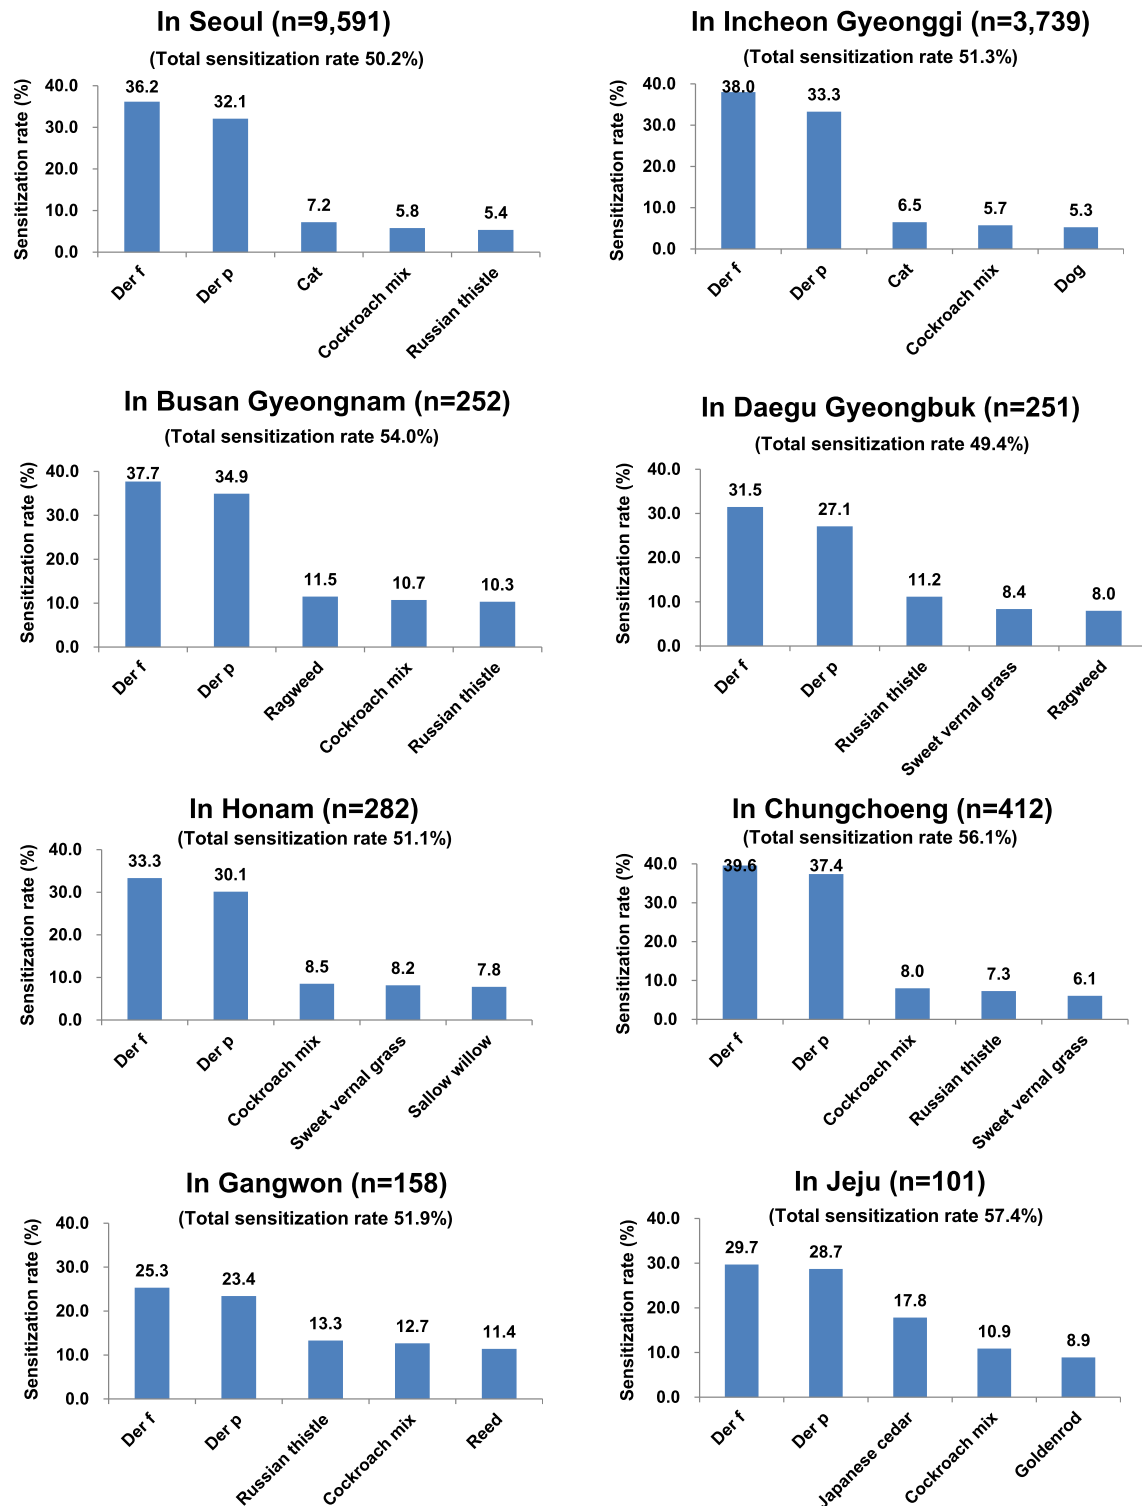 In Seoul (n=9,591)
(Total sensitization rate 50.2%)
Sensitization rate (%)
40.0
30.0
20.0
10.0
0.0
36.2
32.1
7.2
5.8
5.4
Der f
Der p
Cat
Cockroach mix
Russian thistle
In Incheon Gyeonggi (n=3,739)
(Total sensitization rate 51.3%)
Sensitization rate (%)
40.0
30.0
20.0
10.0
0.0
38.0
33.3
6.5
5.7
5.3
Der f
Der p
Cat
Cockroach mix
Dog
In Busan Gyeongnam (n=252)
(Total sensitization rate 54.0%)
Sensitization rate (%)
40.0
30.0
20.0
10.0
0.0
37.7
34.9
11.5
10.7
10.3
Der f
Der p
Ragweed
Cockroach mix
Russian thistle
In Daegu Gyeongbuk (n=251)
(Total sensitization rate 49.4%)
Sensitization rate (%)
40.0
30.0
20.0
10.0
0.0
31.5
27.1
11.2
8.4
8.0
Der f
Der p
Russian thistle
Sweet vernal grass
Ragweed
In Honam (n=282)
(Total sensitization rate 51.1%)
Sensitization rate (%)
40.0
30.0
20.0
10.0
0.0
33.3
30.1
8.5
8.2
7.8
Der f
Der p
Cockroach mix
Sweet vernal grass
Sallow willow
In Chungchoeng (n=412)
(Total sensitization rate 56.1%)
Sensitization rate (%)
40.0
30.0
20.0
10.0
0.0
39.6
37.4
8.0
7.3
6.1
Der f
Der p
Cockroach mix
Russian thistle
Sweet vernal grass
In Gangwon (n=158)
(Total sensitization rate 51.9%)
Sensitization rate (%)
40.0
30.0
20.0
10.0
0.0
25.3
23.4
13.3
12.7
11.4
Der f
Der p
Russian thistle
Cockroach mix
Reed
In Jeju (n=101)
(Total sensitization rate 57.4%)
Sensitization rate (%)
40.0
30.0
20.0
10.0
0.0
29.7
28.7
17.8
10.9
8.9
Der f
Der p
Japanese cedar
Cockroach mix
Goldenrod